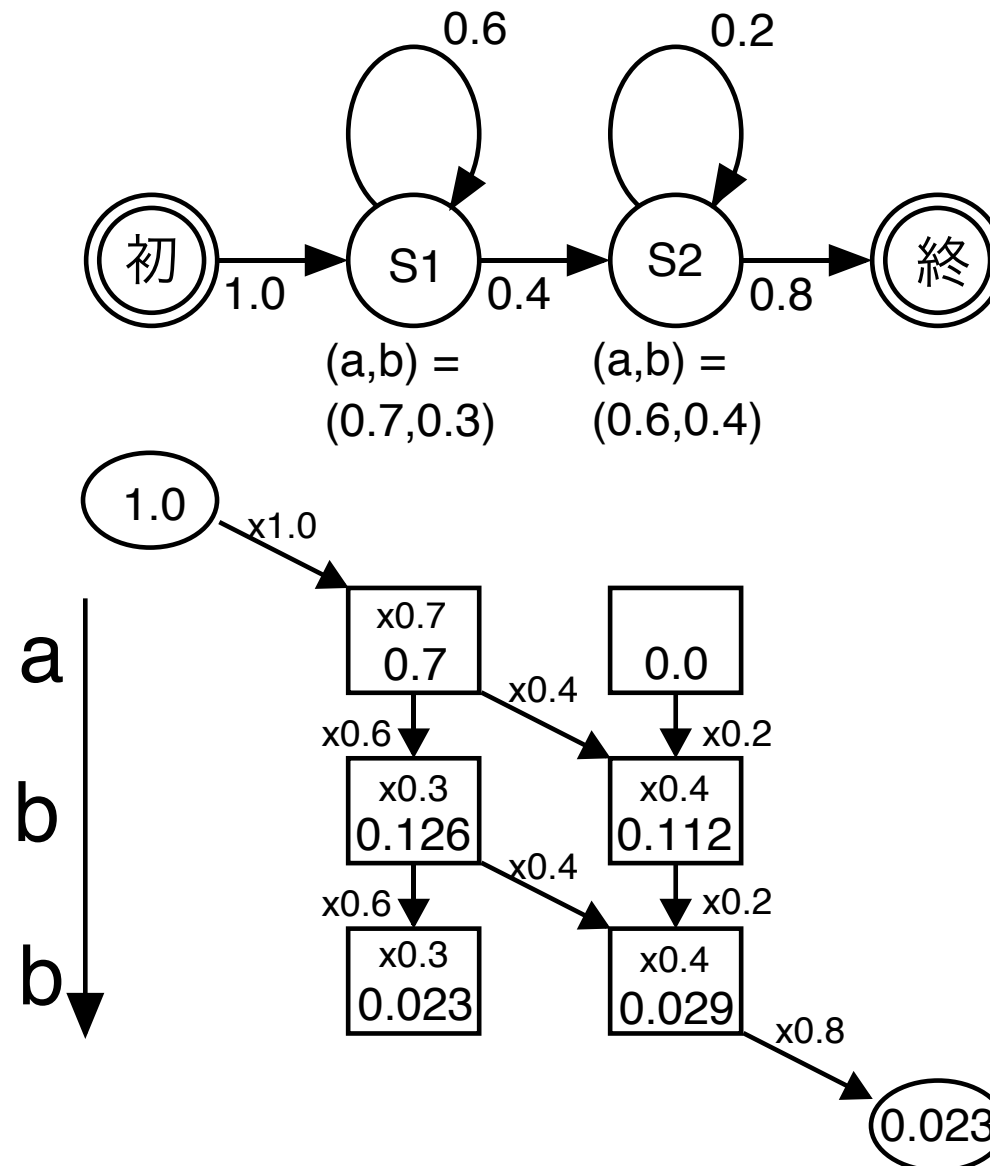 0.6 0.2
初 S1 S2 終
1.0 0.4 0.8
(a,b) = (a,b) =
(0.7,0.3) (0.6,0.4)
1.0
x1.0
x0.7
a 0.7 0.0
x0.4
x0.6 x0.2
x0.3 x0.4
b 0.126 0.112
x0.4
x0.6 x0.2
x0.3 x0.4
b 0.023 0.029
x0.8
0.023